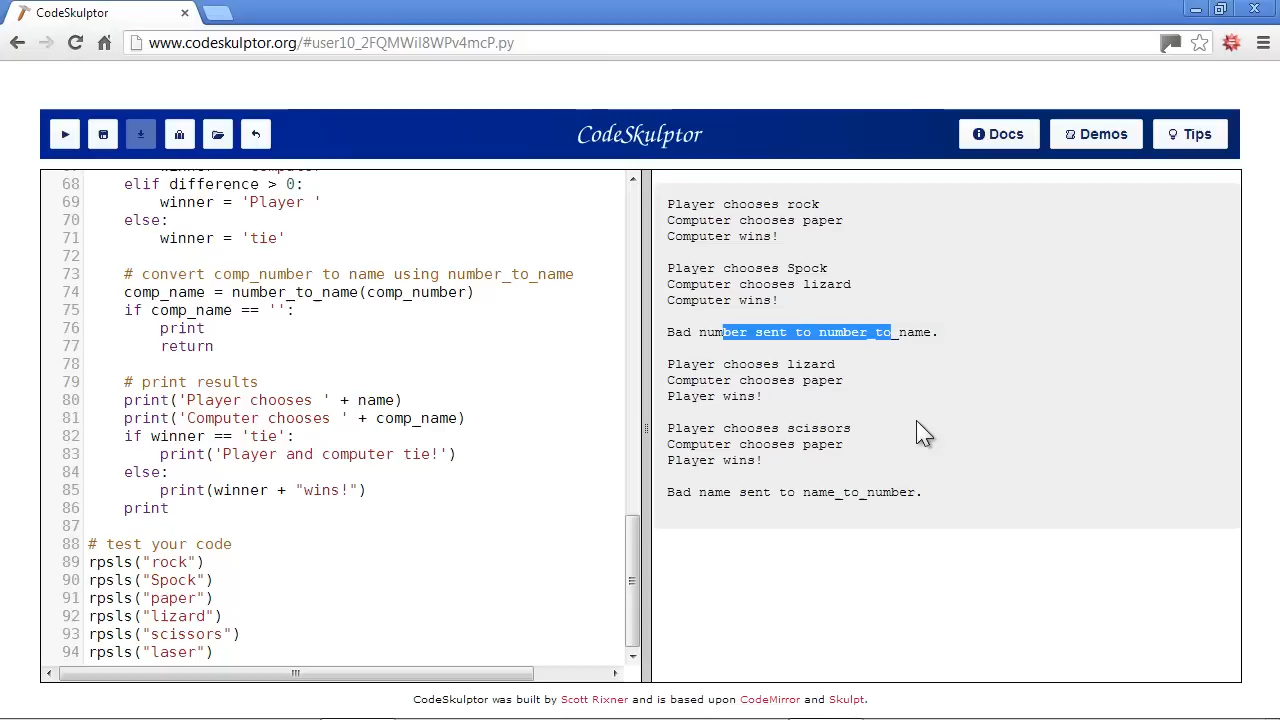 CodeSkulptor
www.codeskulptor.org/#user10_2FQMWiI8WPv4mcP.py
CodeSkulptor
Docs
Demos
Tips
68 elif difference > 0:
69 winner = 'Player '
70 else:
71 winner = 'tie'
72
73 # convert comp_number to name using number_to_name
74 comp_name = number_to_name(comp_number)
75 if comp_name == '':
76 print
77 return
78
79 # print results
80 print('Player chooses ' + name)
81 print('Computer chooses ' + comp_name)
82 if winner == 'tie':
83 print('Player and computer tie!')
84 else:
85 print(winner + "wins!")
86 print
87
88 # test your code
89 rpsls("rock")
90 rpsls("Spock")
91 rpsls("paper")
92 rpsls("lizard")
93 rpsls("scissors")
94 rpsls("laser")
Player chooses rock
Computer chooses paper
Computer wins!
Player chooses Spock
Computer chooses lizard
Computer wins!
Bad number sent to number_to_name.
Player chooses lizard
Computer chooses paper
Player wins!
Player chooses scissors
Computer chooses paper
Player wins!
Bad name sent to name_to_number.
CodeSkulptor was built by Scott Rixner and is based upon CodeMirror and Skulpt.